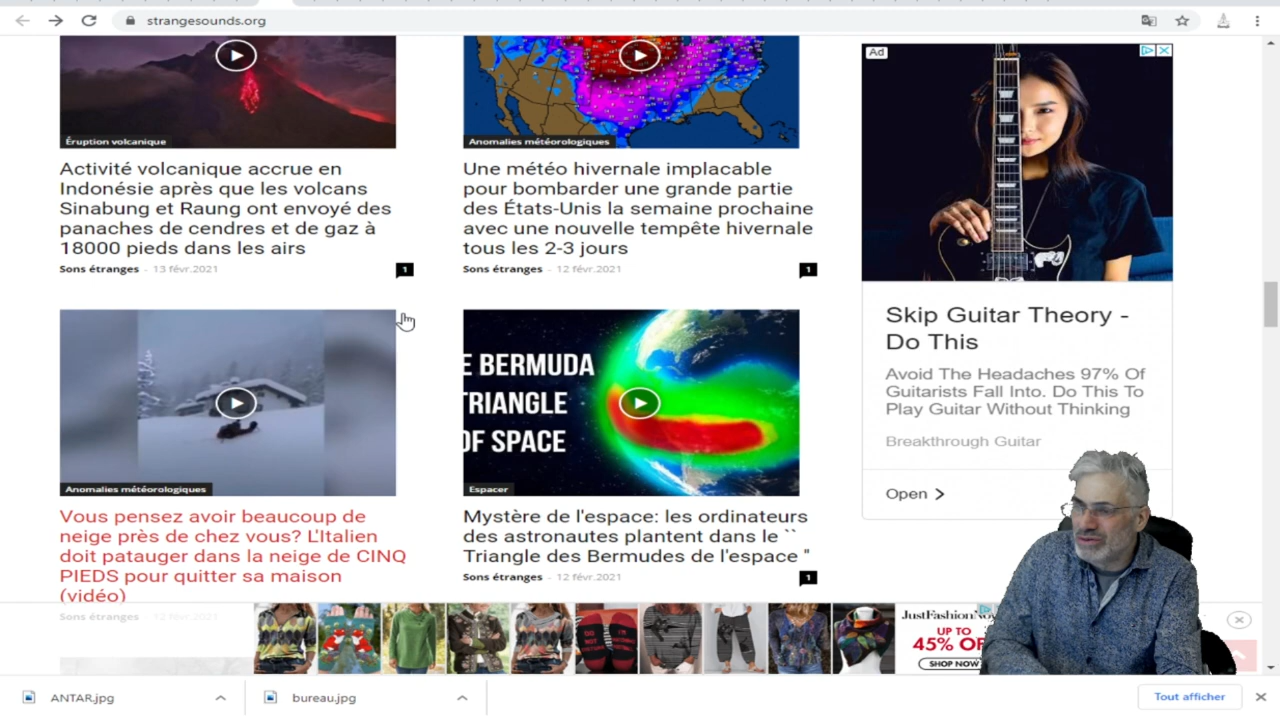 strangesounds.org
Éruption volcanique
Activité volcanique accrue en
Indonésie après que les volcans
Sinabung et Raung ont envoyé des
panaches de cendres et de gaz à
18000 pieds dans les airs
Sons étranges - 13 févr.2021
1
Anomalies météorologiques
Une météo hivernale implacable
pour bombarder une grande partie
des États-Unis la semaine prochaine
avec une nouvelle tempête hivernale
tous les 2-3 jours
Sons étranges - 12 févr.2021
1
Anomalies météorologiques
Vous pensez avoir beaucoup de
neige près de chez vous? L'Italien
doit patauger dans la neige de CINQ
PIEDS pour quitter sa maison
(vidéo)
Sons étranges - 12 févr.2021
E BERMUDA
TRIANGLE
OF SPACE
Espacer
Mystère de l'espace: les ordinateurs
des astronautes plantent dans le ``
Triangle des Bermudes de l'espace "
Sons étranges - 12 févr.2021
1
Ad
Skip Guitar Theory -
Do This
Avoid The Headaches 97% Of
Guitarists Fall Into. Do This To
Play Guitar Without Thinking
Breakthrough Guitar
Open
JustFashionNo
UP TO
45% OF
SHOP NOW
ANTAR.jpg
bureau.jpg
Tout afficher